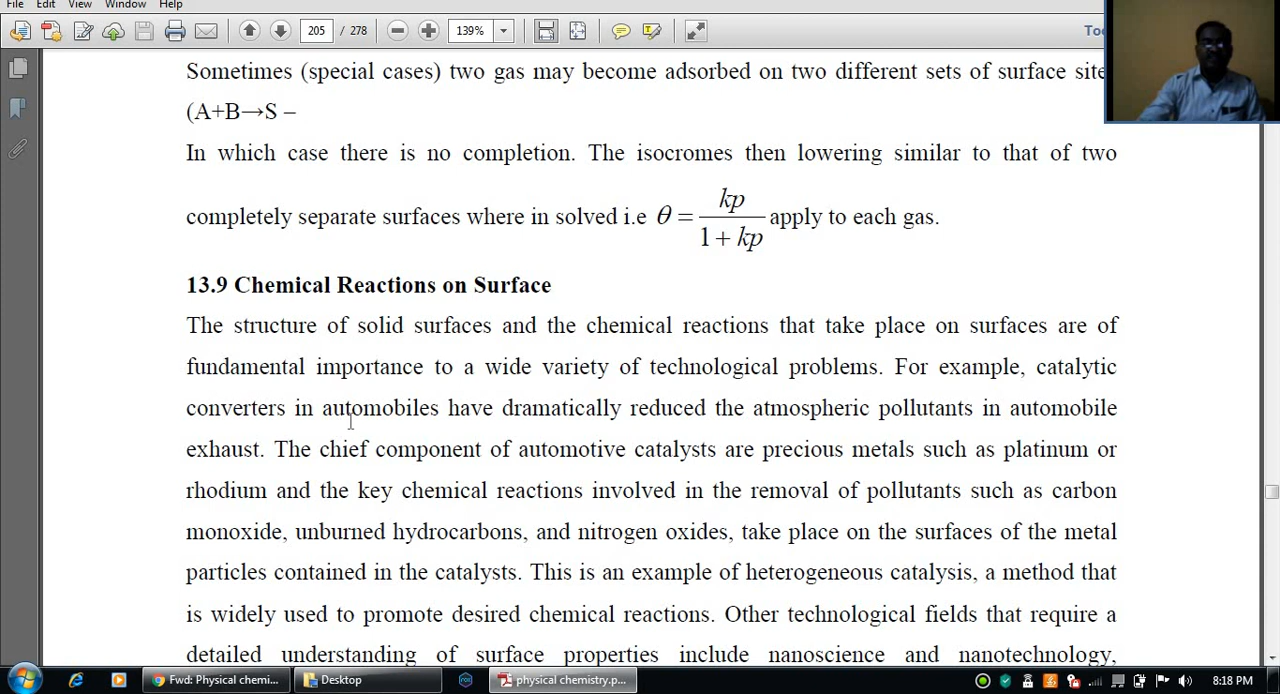 File Edit View Window Help
205 / 278 139%
Sometimes (special cases) two gas may become adsorbed on two different sets of surface
(A+B→S –
In which case there is no completion. The isocromes then lowering similar to that of two
completely separate surfaces where in solved i.e θ = kp / 1 + kp apply to each gas.
13.9 Chemical Reactions on Surface
The structure of solid surfaces and the chemical reactions that take place on surfaces are of
fundamental importance to a wide variety of technological problems. For example, catalytic
converters in automobiles have dramatically reduced the atmospheric pollutants in automobile
exhaust. The chief component of automotive catalysts are precious metals such as platinum or
rhodium and the key chemical reactions involved in the removal of pollutants such as carbon
monoxide, unburned hydrocarbons, and nitrogen oxides, take place on the surfaces of the metal
particles contained in the catalysts. This is an example of heterogeneous catalysis, a method that
is widely used to promote desired chemical reactions. Other technological fields that require a
detailed understanding of surface properties include nanoscience and nanotechnology,
Fwd: Physical chemi... Desktop physical chemistry.p... 8:18 PM